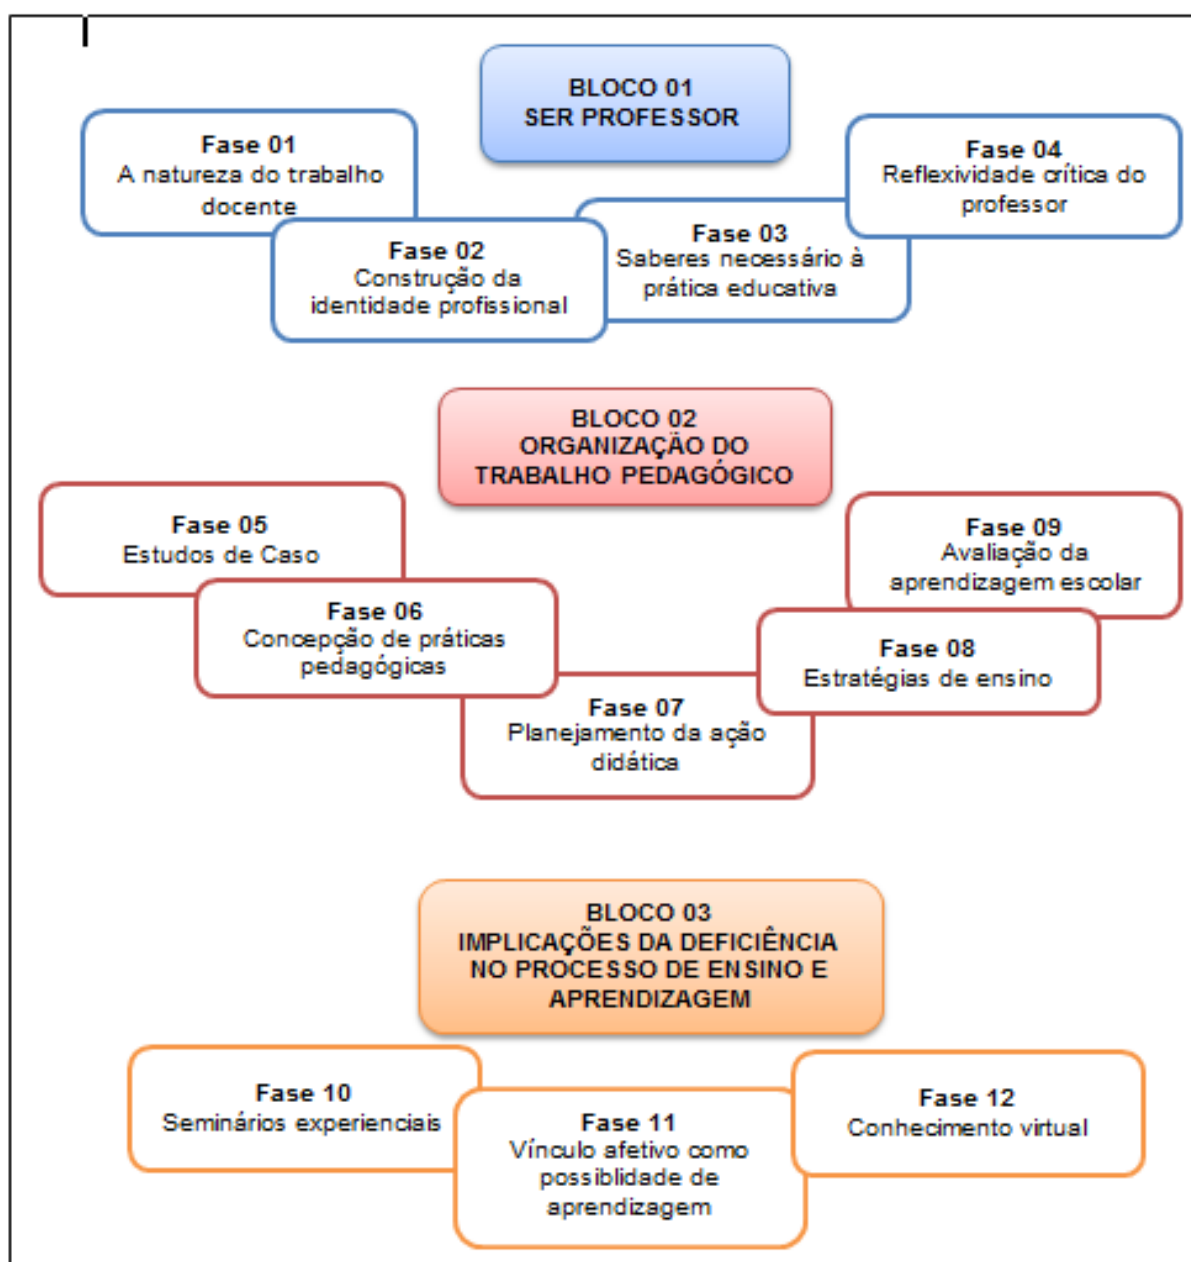 BLOCO 01
SER PROFESSOR
Fase 01
A natureza do trabalho
docente
Fase 02
Construção da
identidade profissional
Fase 03
Saberes necessário à
prática educativa
Fase 04
Reflexividade crítica do
professor
BLOCO 02
ORGANIZAÇÃO DO
TRABALHO PEDAGÓGICO
Fase 05
Estudos de Caso
Fase 06
Concepção de práticas
pedagógicas
Fase 07
Planejamento da ação
didática
Fase 08
Estratégias de ensino
Fase 09
Avaliação da
aprendizagem escolar
BLOCO 03
IMPLICAÇÕES DA DEFICIÊNCIA
NO PROCESSO DE ENSINO E
APRENDIZAGEM
Fase 10
Seminários experienciais
Fase 11
Vínculo afetivo como
possiblidade de
aprendizagem
Fase 12
Conhecimento virtual